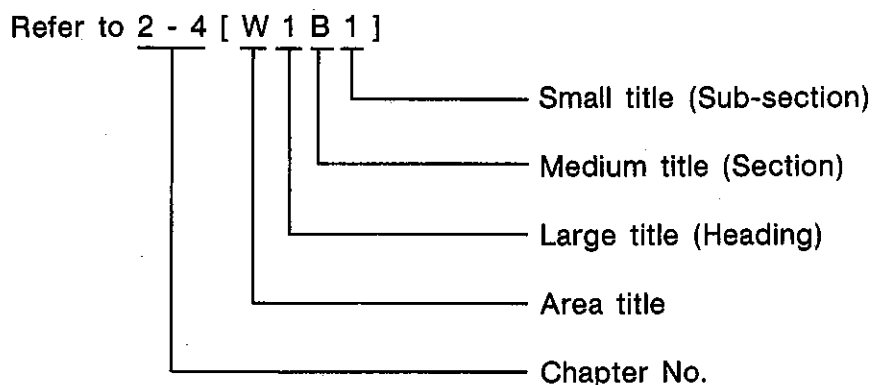 Refer to 2 - 4 [ W 1 B 1 ]
Small title (Sub-section)
Medium title (Section)
Large title (Heading)
Area title
Chapter No.